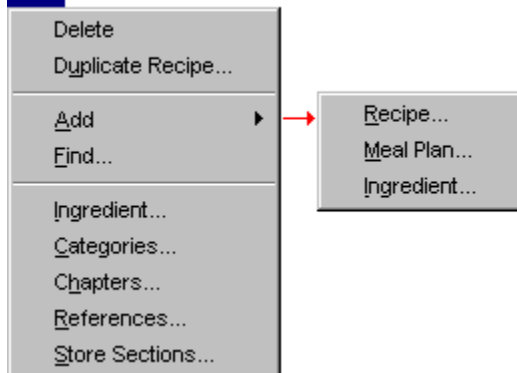 Delete
Duplicate Recipe...
Add
Find...
Ingredient...
Categories...
Chapters...
References...
Store Sections...
Recipe...
Meal Plan...
Ingredient...